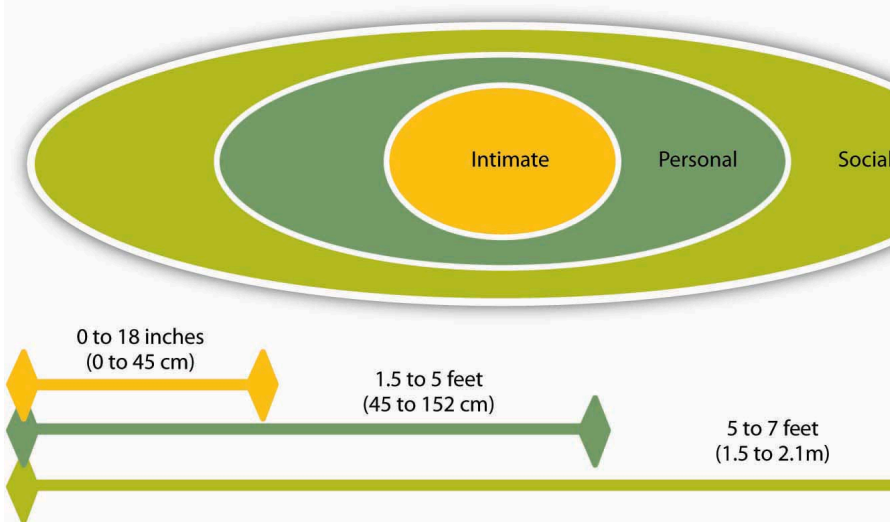 Intimate
Personal
Social
0 to 18 inches
(0 to 45 cm)
1.5 to 5 feet
(45 to 152 cm)
5 to 7 feet
(1.5 to 2.1m)